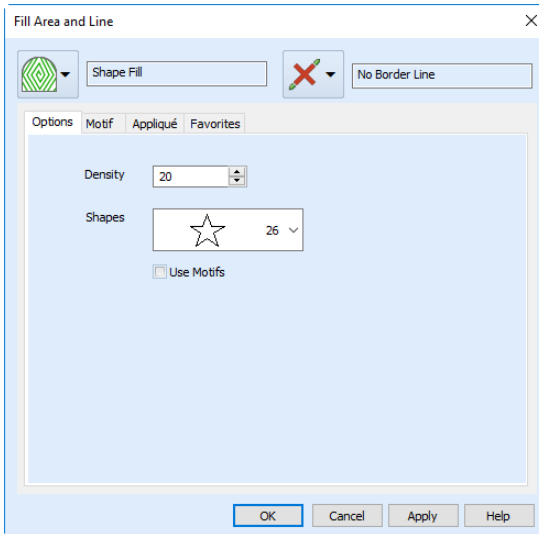 Fill Area and Line
Shape Fill
No Border Line
Options Motif Appliqué Favorites
Density 20
Shapes 26
Use Motifs
OK Cancel Apply Help